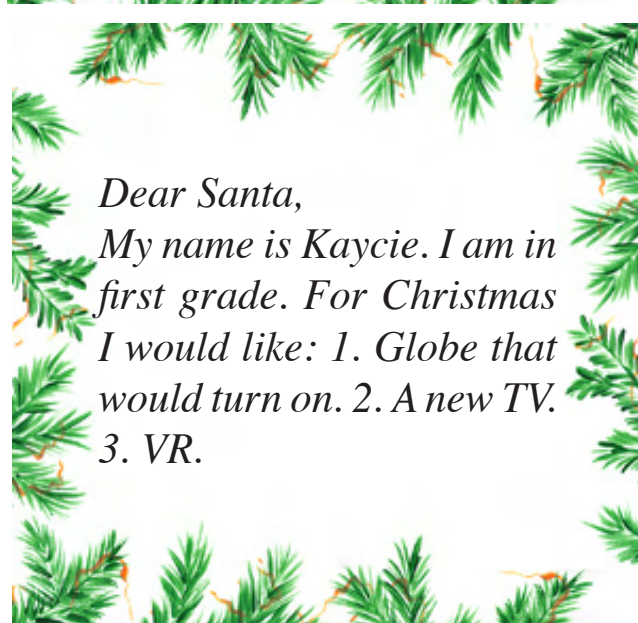 Dear Santa,
My name is Kaycie. I am in
first grade. For Christmas
I would like: 1. Globe that
would turn on. 2. A new TV.
3. VR.